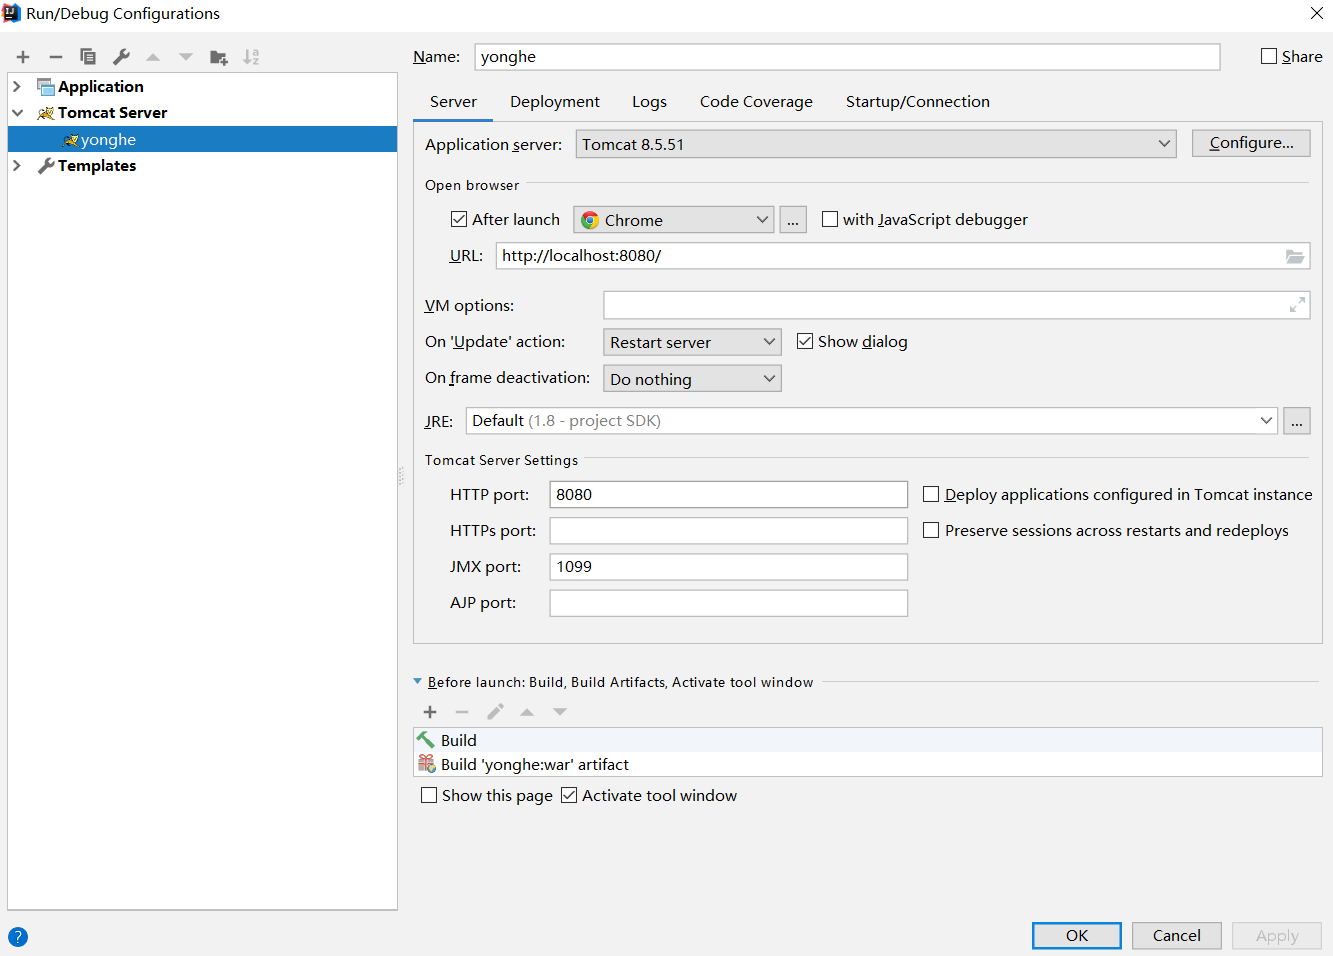 Run/Debug Configurations
Name: yonghe Share
Application
Tomcat Server
yonghe
Templates
Server Deployment Logs Code Coverage Startup/Connection
Application server: Tomcat 8.5.51 Configure...
Open browser
After launch Chrome ... with JavaScript debugger
URL: http://localhost:8080/
VM options:
On 'Update' action: Restart server Show dialog
On frame deactivation: Do nothing
JRE: Default (1.8 - project SDK) ...
Tomcat Server Settings
HTTP port: 8080 Deploy applications configured in Tomcat instance
HTTPs port: Preserve sessions across restarts and redeploys
JMX port: 1099
AJP port:
Before launch: Build, Build Artifacts, Activate tool window
Build
Build 'yonghe:war' artifact
Show this page Activate tool window
? OK Cancel Apply